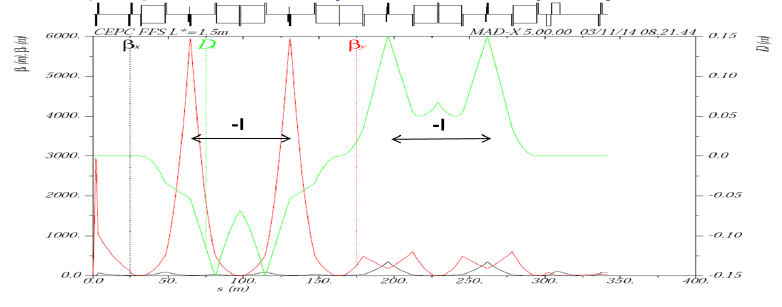 CEPC FFS L*=1.5m MAD-X 5.00.00 03/11/14 08.21.44
βx D βy
β (m), β (m) D (m)
6000. 0.15
5000. 0.10
-I -I
4000. 0.05
3000. 0.0
2000. -0.05
1000. -0.10
0.0 -0.15
0.0 50. 100. 150. 200. 250. 300. 350. 400.
s (m)